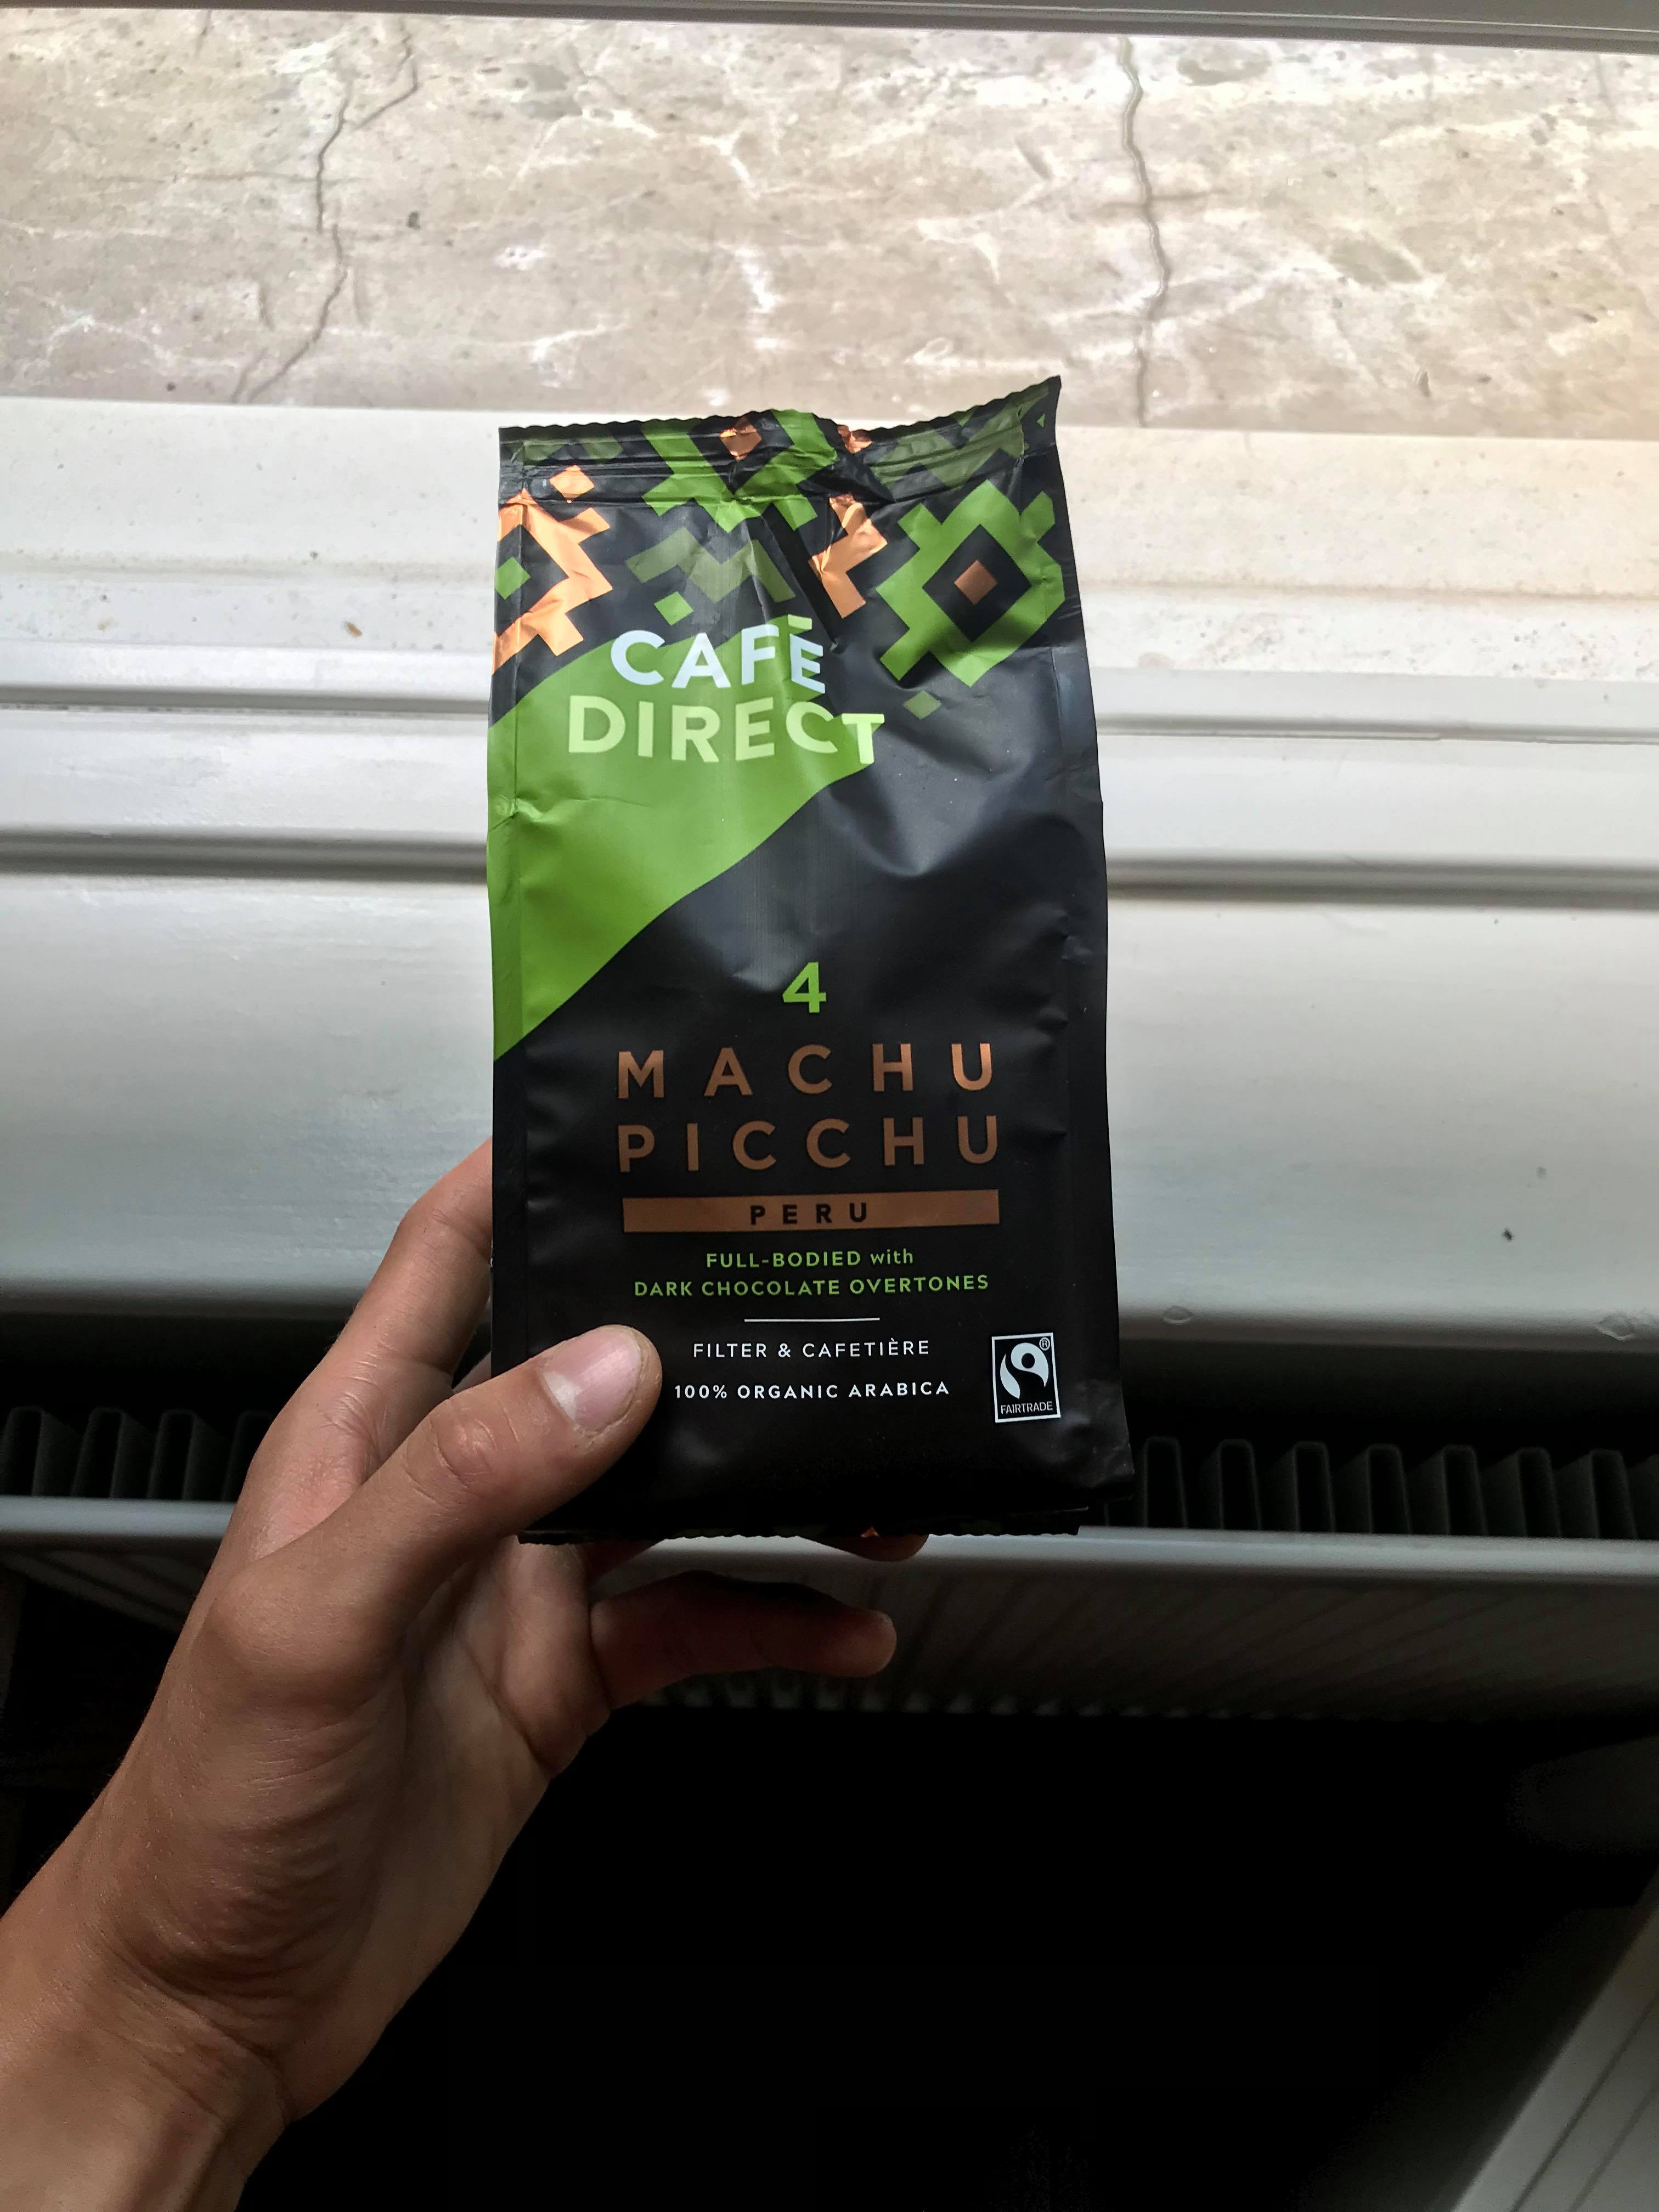 CAFÉ
DIRECT
4
MACHU
PICCHU
PERU
FULL-BODIED with
DARK CHOCOLATE OVERTONES
FILTER & CAFETIÈRE
100% ORGANIC ARABICA
®
FAIRTRADE